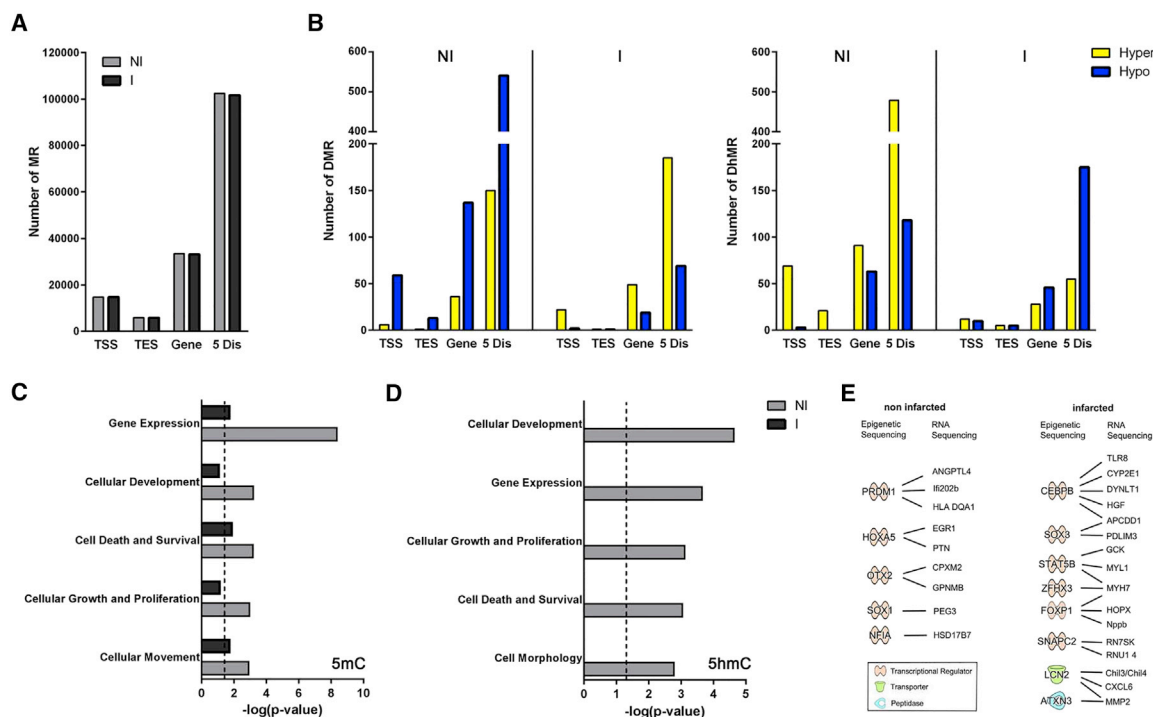 A
Number of MR
120000
100000
80000
60000
40000
20000
0
NI
I
TSS TES Gene 5 Dis
B
NI I
Number of DMR
600
500
400
200
150
100
50
0
TSS TES Gene 5 Dis TSS TES Gene 5 Dis
NI I
Number of DhMR
600
500
400
200
150
100
50
0
TSS TES Gene 5 Dis TSS TES Gene 5 Dis
Hyper
Hypo
C
Gene Expression
Cellular Development
Cell Death and Survival
Cellular Growth and Proliferation
Cellular Movement
5mC
0 2 4 6 8 10
-log(p-value)
D
Cellular Development
Gene Expression
Cellular Growth and Proliferation
Cell Death and Survival
Cell Morphology
5hmC
0 1 2 3 4 5
-log(p-value)
NI
I
E
non infarcted
Epigenetic Sequencing
RNA Sequencing
PRDM1
ANGPTL4
Ifi202b
HLA DQA1
HOXA5
EGR1
PTN
OTX2
CPXM2
GPNMB
SOX1
PEG3
NFIA
HSD17B7
Transcriptional Regulator
Transporter
Peptidase
infarcted
Epigenetic Sequencing
RNA Sequencing
CEBPB
TLR8
CYP2E1
DYNLT1
HGF
APCDD1
SOX3
PDLIM3
STAT5B
GCK
MYL1
ZFHX3
MYH7
FOXP1
HOPX
Nppb
SNAPC2
RN7SK
RNU1 4
LCN2
Chil3/Chil4
CXCL6
ATXN3
MMP2